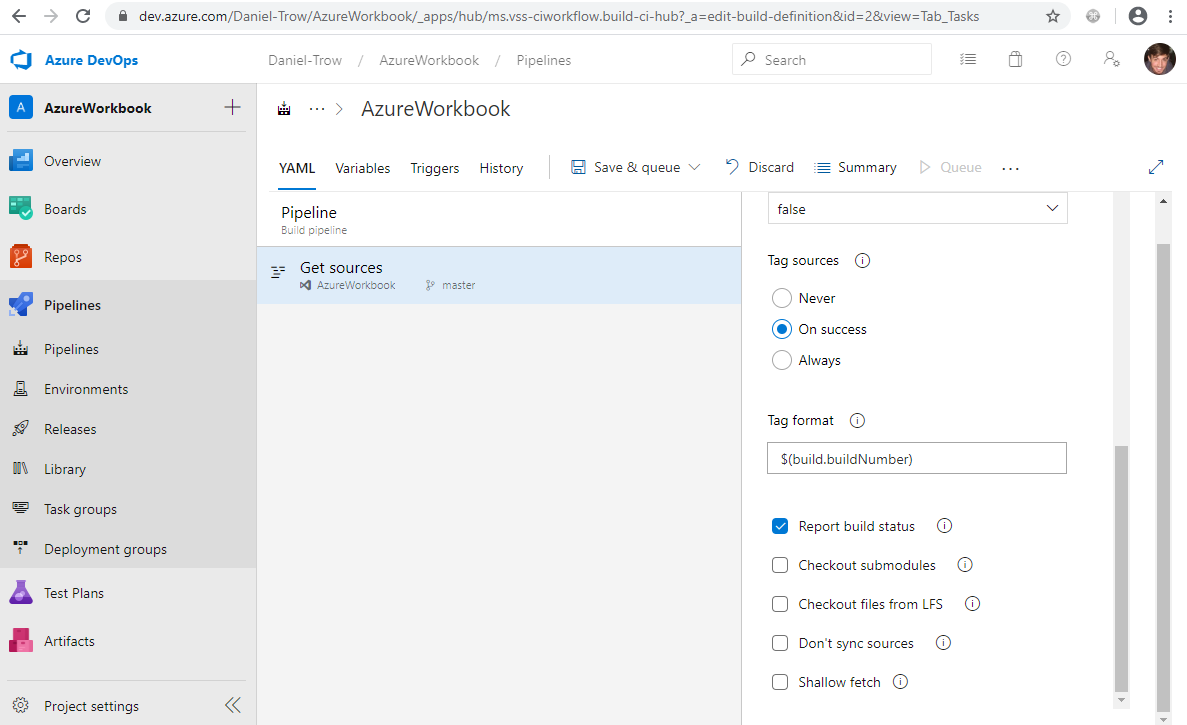 dev.azure.com/Daniel-Trow/AzureWorkbook/_apps/hub/ms.vss-ciworkflow.build-ci-hub?_a=edit-build-definition&id=2&view=Tab_Tasks
Azure DevOps
Daniel-Trow / AzureWorkbook / Pipelines
Search
A AzureWorkbook
Overview
Boards
Repos
Pipelines
Pipelines
Environments
Releases
Library
Task groups
Deployment groups
Test Plans
Artifacts
Project settings
··· > AzureWorkbook
YAML Variables Triggers History
Save & queue Discard Summary Queue ...
Pipeline
Build pipeline
Get sources
AzureWorkbook master
false
Tag sources
Never
On success
Always
Tag format
$(build.buildNumber)
Report build status
Checkout submodules
Checkout files from LFS
Don't sync sources
Shallow fetch